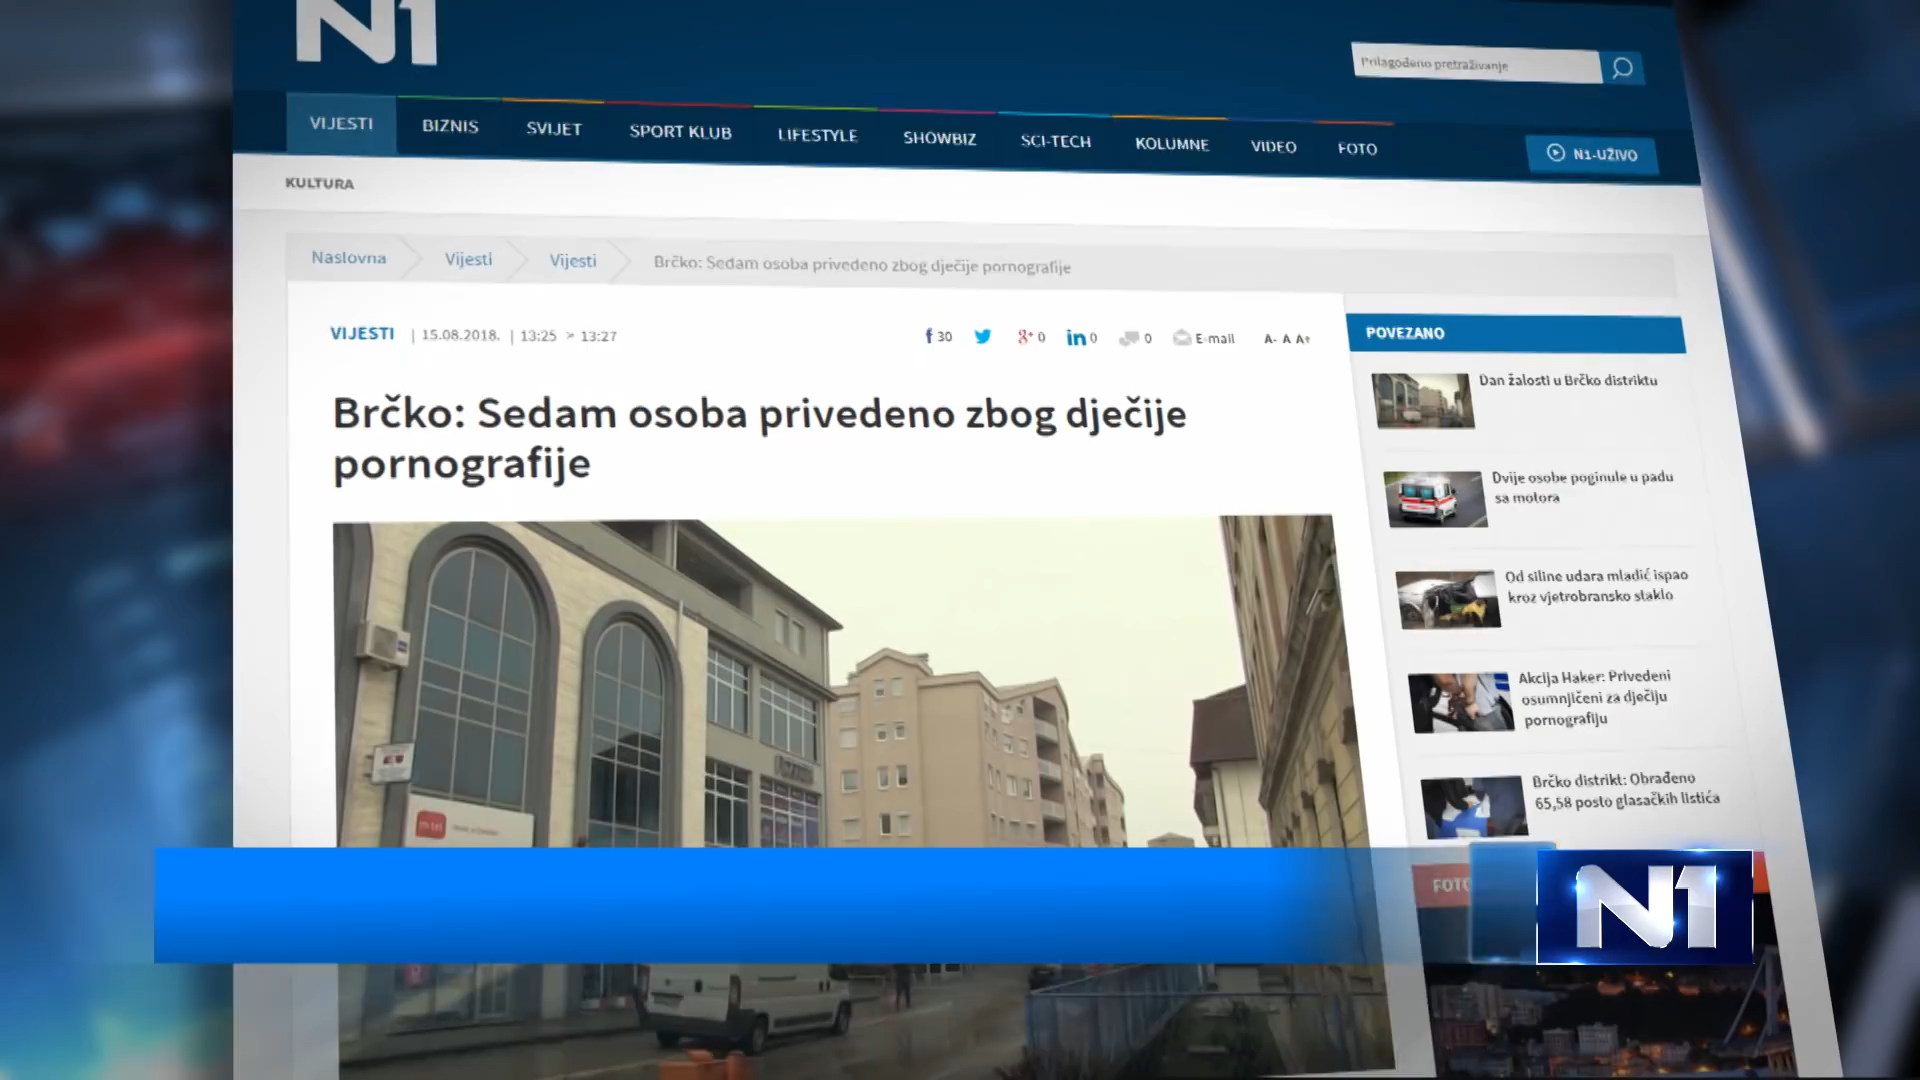 N1
Prilagođeno pretraživanje
VIJESTI
BIZNIS
SVIJET
SPORT KLUB
LIFESTYLE
SHOWBIZ
SCI-TECH
KOLUMNE
VIDEO
FOTO
N1-UŽIVO
KULTURA
Naslovna
Vijesti
Vijesti
Brčko: Sedam osoba privedeno zbog dječije pornografije
VIJESTI | 15.08.2018. | 13:25 > 13:27
30
0
0
0
E-mail
A- A A+
Brčko: Sedam osoba privedeno zbog dječije
pornografije
m:tel
POVEZANO
Dan žalosti u Brčko distriktu
Dvije osobe poginule u padu
sa motora
Od siline udara mladić ispao
kroz vjetrobransko staklo
Akcija Haker: Privedeni
osumnjičeni za dječiju
pornografiju
Brčko distrikt: Obrađeno
65,58 posto glasačkih listića
FOTO
N1